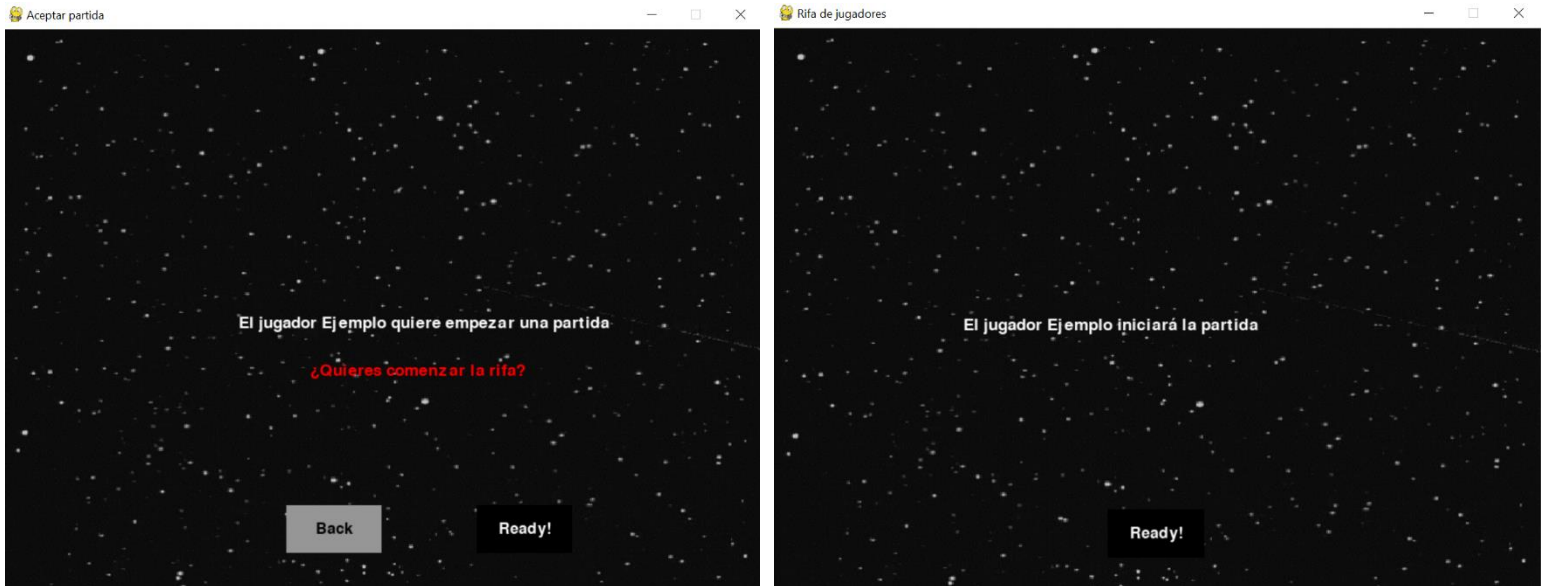 Aceptar partida
El jugador Ejemplo quiere empezar una partida
¿Quieres comenzar la rifa?
Back
Ready!
Rifa de jugadores
El jugador Ejemplo iniciará la partida
Ready!